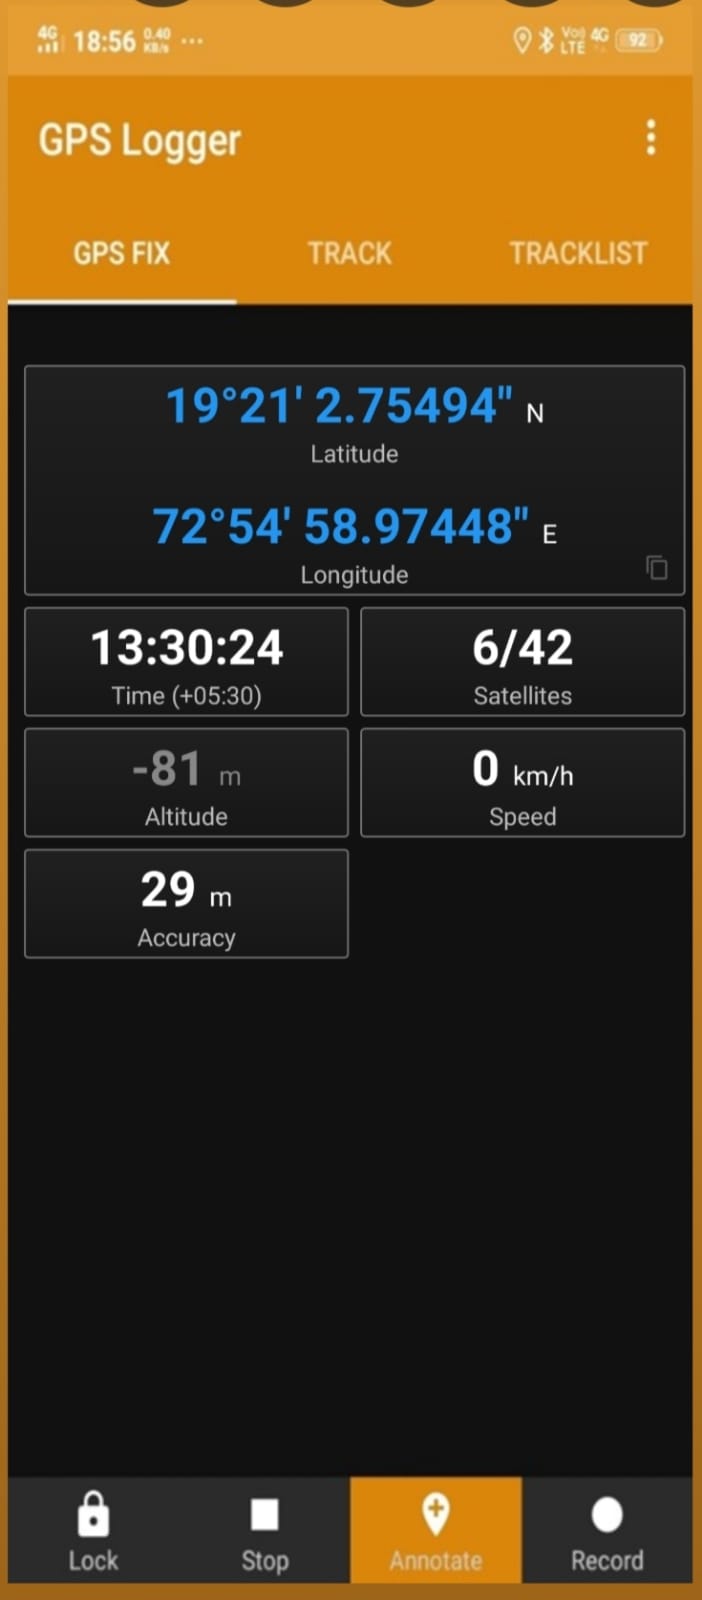 4G 18:56 0.40 KB/s ... Vo)) LTE 4G 92
GPS Logger
GPS FIX TRACK TRACKLIST
19°21' 2.75494" N
Latitude
72°54' 58.97448" E
Longitude
13:30:24 6/42
Time (+05:30) Satellites
-81 m 0 km/h
Altitude Speed
29 m
Accuracy
Lock Stop Annotate Record